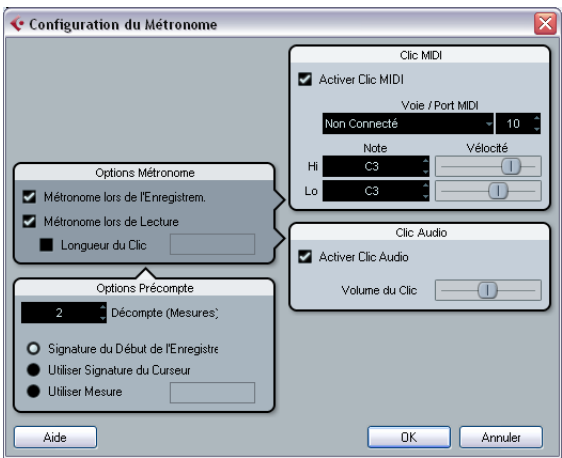 Configuration du Métronome
Clic MIDI
Activer Clic MIDI
Voie / Port MIDI
Non Connecté 10
Note Vélocité
Hi C3
Lo C3
Options Métronome
Métronome lors de l'Enregistrem.
Métronome lors de Lecture
Longueur du Clic
Clic Audio
Activer Clic Audio
Volume du Clic
Options Précompte
2 Décompte (Mesures)
Signature du Début de l'Enregistre
Utiliser Signature du Curseur
Utiliser Mesure
Aide OK Annuler